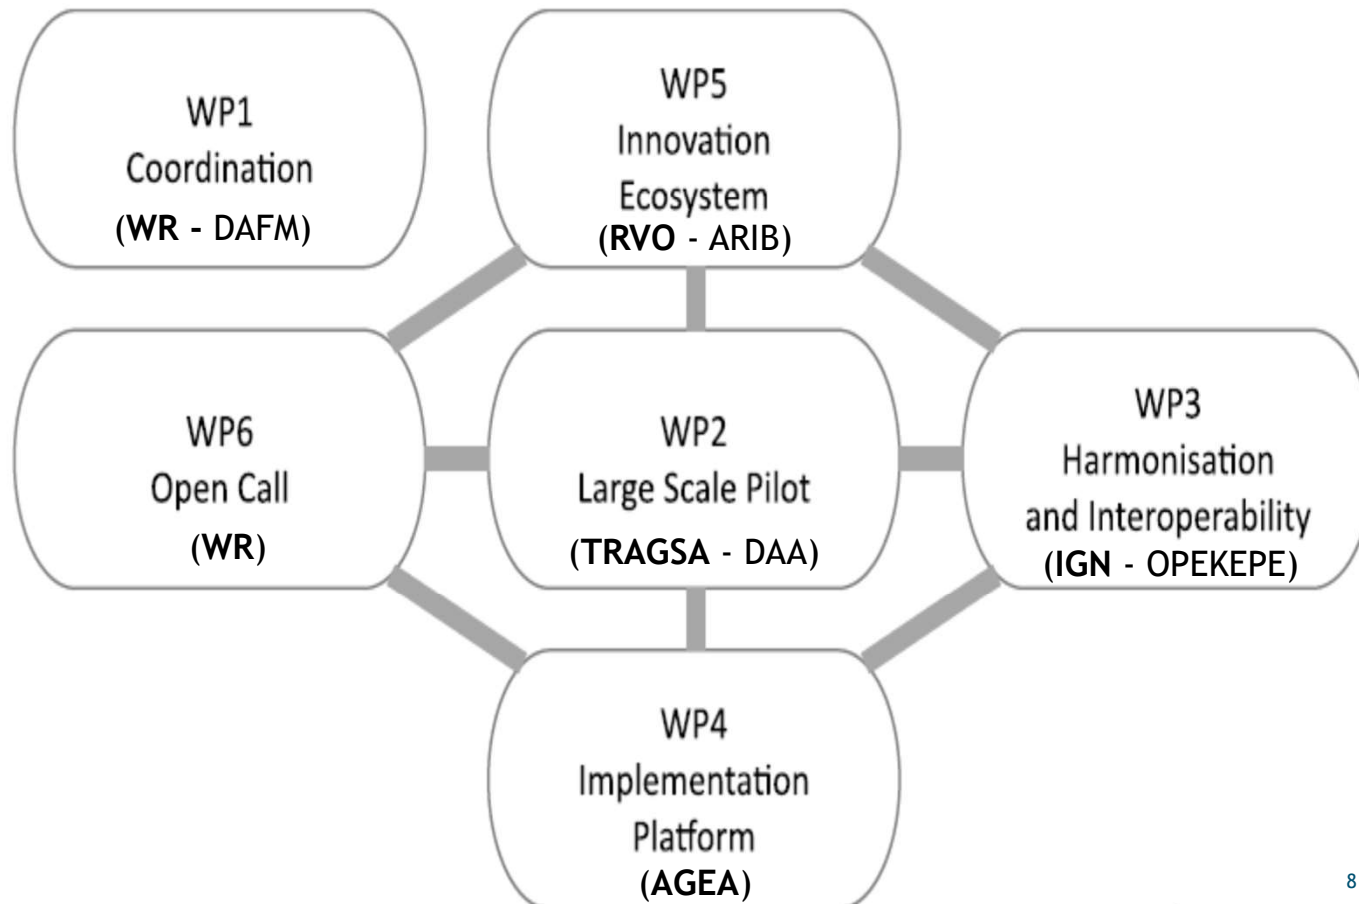 WP1
Coordination
(WR - DAFM)
WP5
Innovation
Ecosystem
(RVO - ARIB)
WP6
Open Call
(WR)
WP2
Large Scale Pilot
(TRAGSA - DAA)
WP3
Harmonisation
and Interoperability
(IGN - OPEKEPE)
WP4
Implementation
Platform
(AGEA)
8